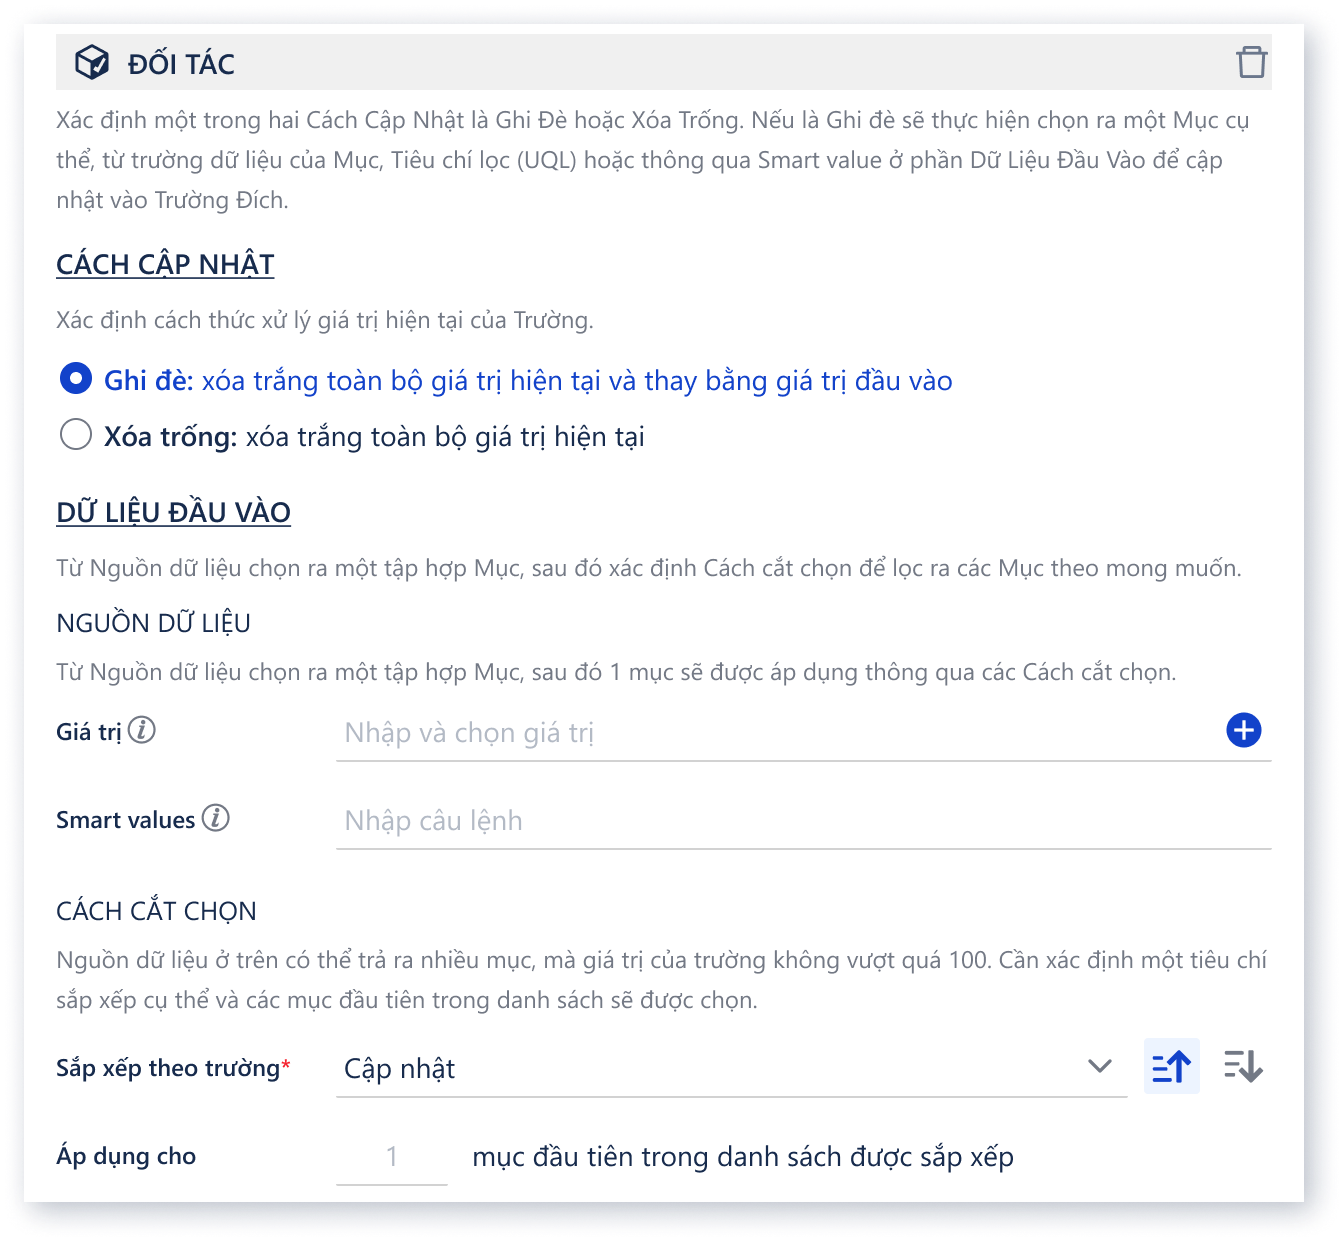 ĐỐI TÁC
Xác định một trong hai Cách Cập Nhật là Ghi Đè hoặc Xóa Trống. Nếu là Ghi đè sẽ thực hiện chọn ra một Mục cụ
thể, từ trường dữ liệu của Mục, Tiêu chí lọc (UQL) hoặc thông qua Smart value ở phần Dữ Liệu Đầu Vào để cập
nhật vào Trường Đích.
CÁCH CẬP NHẬT
Xác định cách thức xử lý giá trị hiện tại của Trường.
Ghi đè: xóa trắng toàn bộ giá trị hiện tại và thay bằng giá trị đầu vào
Xóa trống: xóa trắng toàn bộ giá trị hiện tại
DỮ LIỆU ĐẦU VÀO
Từ Nguồn dữ liệu chọn ra một tập hợp Mục, sau đó xác định Cách cắt chọn để lọc ra các Mục theo mong muốn.
NGUỒN DỮ LIỆU
Từ Nguồn dữ liệu chọn ra một tập hợp Mục, sau đó 1 mục sẽ được áp dụng thông qua các Cách cắt chọn.
Giá trị Nhập và chọn giá trị
Smart values Nhập câu lệnh
CÁCH CẮT CHỌN
Nguồn dữ liệu ở trên có thể trả ra nhiều mục, mà giá trị của trường không vượt quá 100. Cần xác định một tiêu chí
sắp xếp cụ thể và các mục đầu tiên trong danh sách sẽ được chọn.
Sắp xếp theo trường* Cập nhật
Áp dụng cho 1 mục đầu tiên trong danh sách được sắp xếp